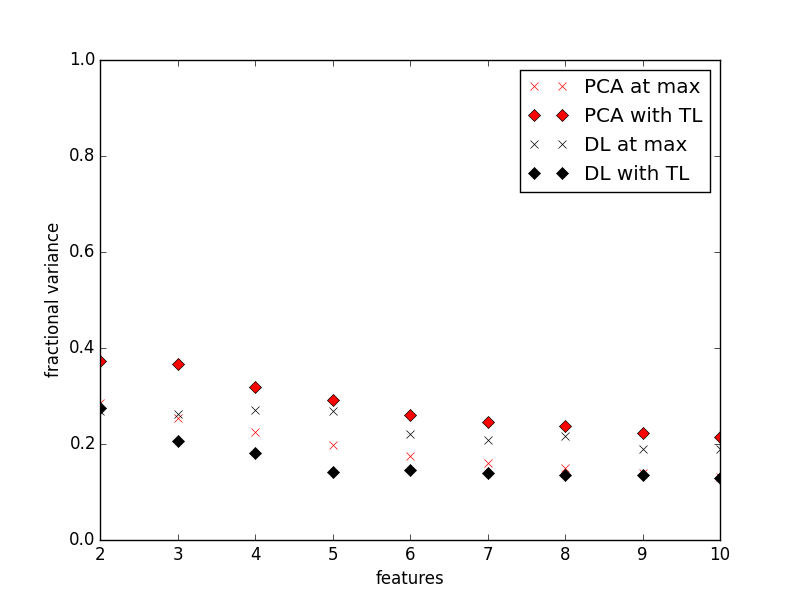 1.0
0.8
0.6
0.4
0.2
0.0
fractional variance
PCA at max
PCA with TL
DL at max
DL with TL
2 3 4 5 6 7 8 9 10
features